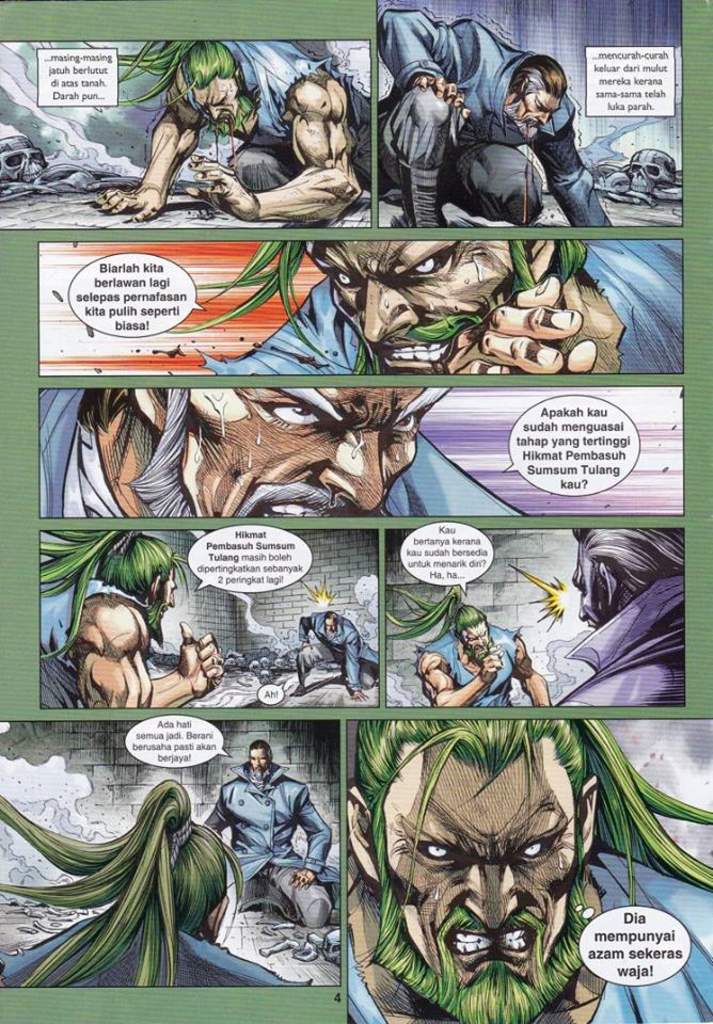 ...masing-masing
jatuh berlutut
di atas tanah.
Darah pun...
...mencurah-curah
keluar dari mulut
mereka kerana
sama-sama telah
luka parah.
Biarlah kita
berlawan lagi
selepas pernafasan
kita pulih seperti
biasa!
Apakah kau
sudah menguasai
tahap yang tertinggi
Hikmat Pembasuh
Sumsum Tulang
kau?
Hikmat
Pembasuh Sumsum
Tulang masih boleh
dipertingkatkan sebanyak
2 peringkat lagi!
Ah!
Kau
bertanya kerana
kau sudah bersedia
untuk menarik diri?
Ha, ha...
Ada hati
semua jadi. Berani
berusaha pasti akan
berjaya!
Dia
mempunyai
azam sekeras
waja!
4